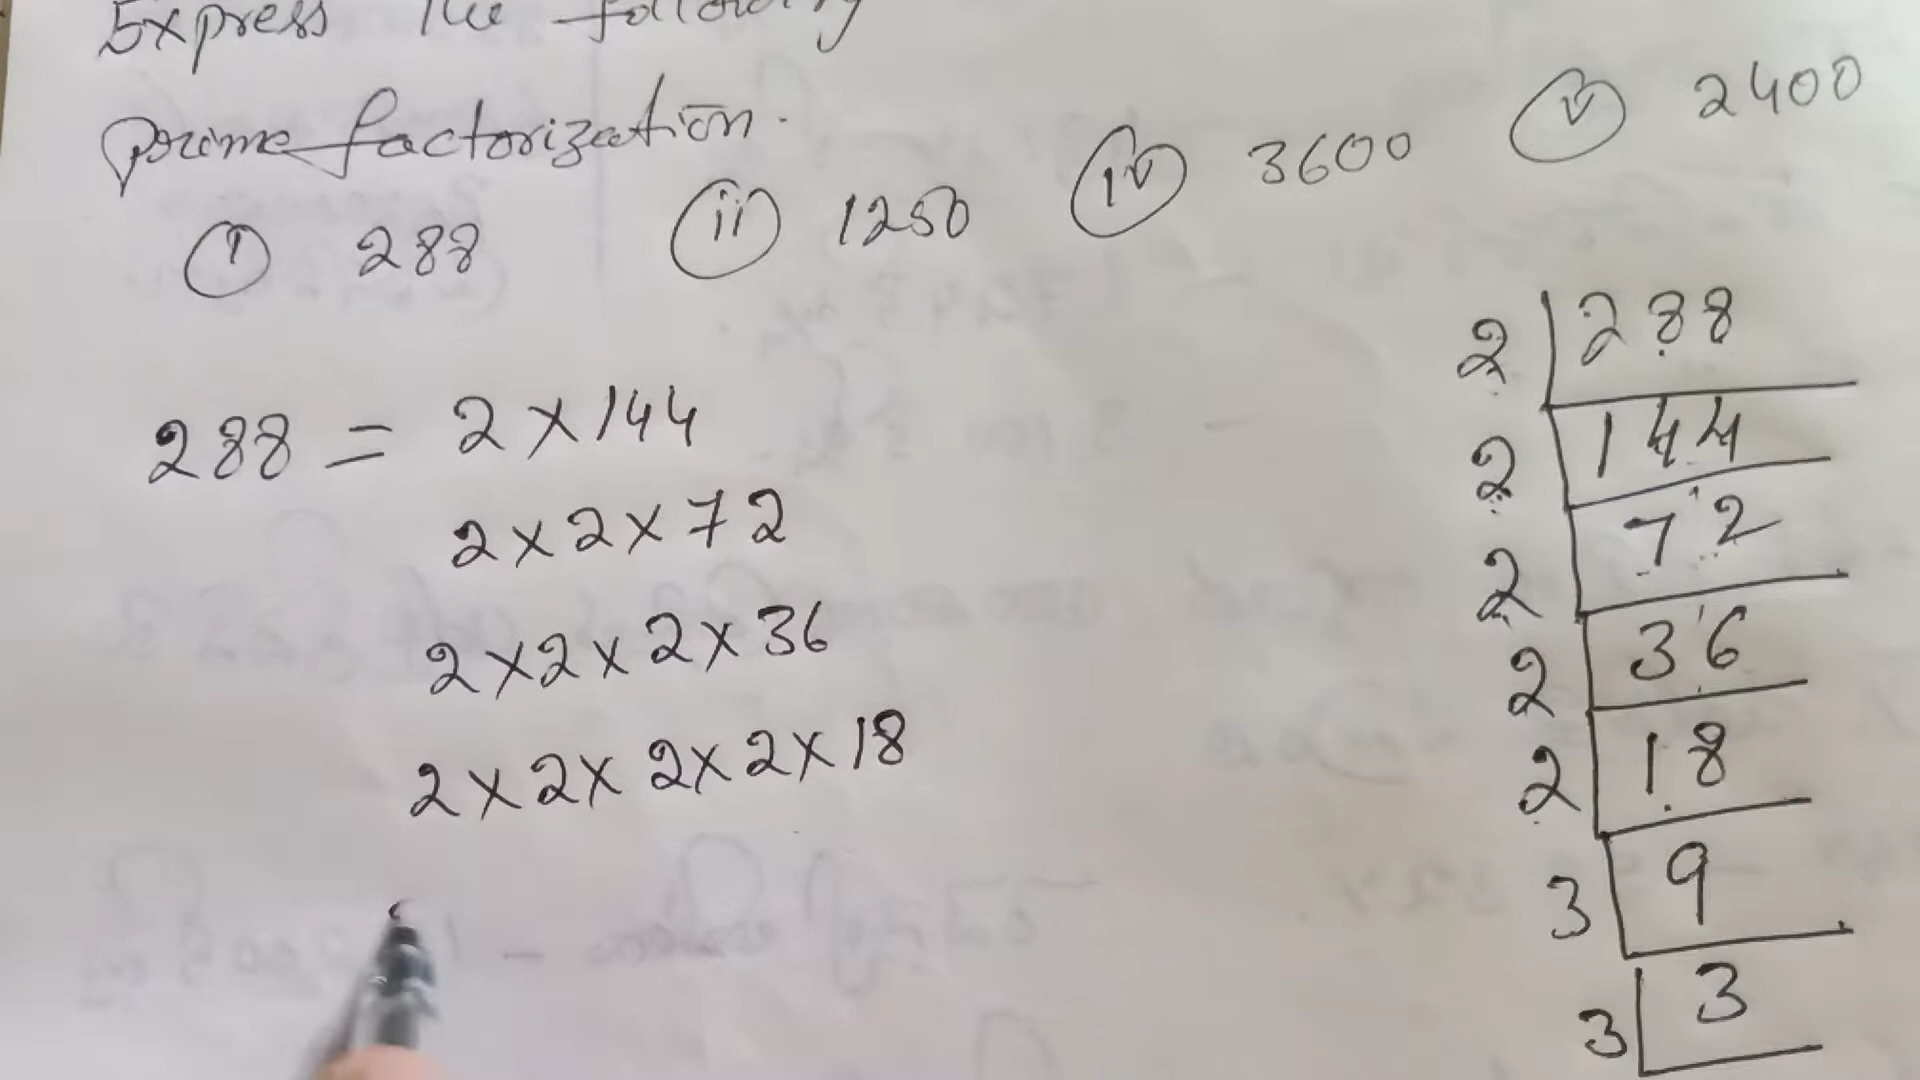 Express the following
prime factorization.
i 288 ii 1250 iv 3600 v 2400
288 = 2 × 144
2 × 2 × 72
2 × 2 × 2 × 36
2 × 2 × 2 × 2 × 18
2 288
2 144
2 72
2 36
2 18
3 9
3 3